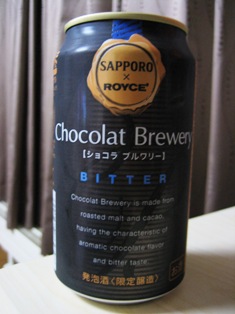 SAPPORO
×
ROYCE'
Chocolat Brewery
【ショコラ ブルワリー】
BITTER
Chocolat Brewery is made from
roasted malt and cacao,
having the characteristic of
aromatic chocolate flavor
and bitter taste.
発泡酒〈限定醸造〉